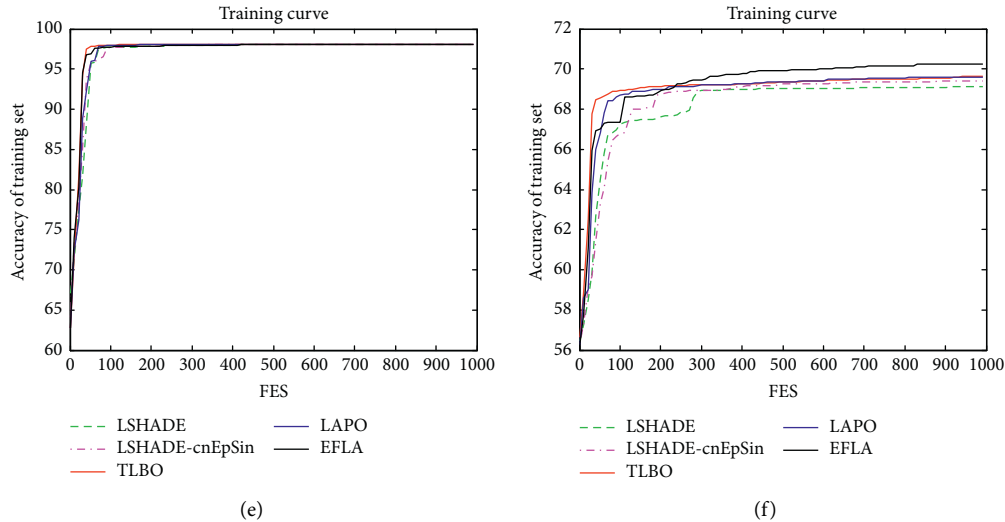 Training curve
100
95
90
85
80
75
70
65
60
0 100 200 300 400 500 600 700 800 900 1000
Accuracy of training set
FES
LSHADE
LSHADE-cnEpSin
TLBO
LAPO
EFLA
(e)
Training curve
72
70
68
66
64
62
60
58
56
0 100 200 300 400 500 600 700 800 900 1000
Accuracy of training set
FES
LSHADE
LSHADE-cnEpSin
TLBO
LAPO
EFLA
(f)